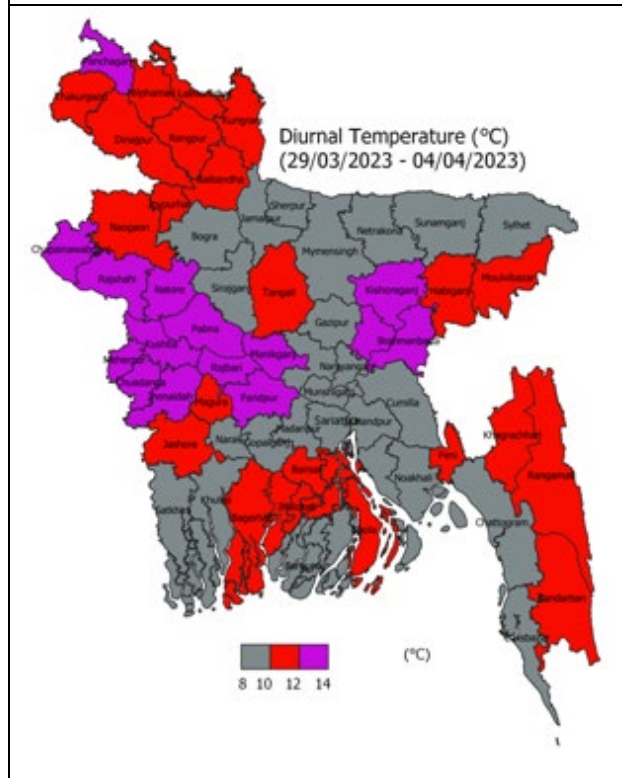 Panchagarh
Thakurgaon
Nilphamari
Lalmonirhat
Kurigram
Dinajpur
Rangpur
Diurnal Temperature (°C)
(29/03/2023 - 04/04/2023)
Gaibandha
Joypurhat
Naogaon
Sherpur
Jamalpur
Netrakona
Sunamganj
Sylhet
Bogra
Mymensingh
Rajshahi
Natore
Sirajganj
Tangail
Kishoreganj
Habiganj
Moulvibazar
Pabna
Gazipur
Kushtia
Brahmanbaria
Meherpur
Rajbari
Manikganj
Narayanganj
Chuadanga
Jhenaidah
Magura
Faridpur
Munshiganj
Cumilla
Jashore
Narail
Gopalganj
Madaripur
Shariatpur
Chandpur
Feni
Khagrachhari
Rangamati
Satkhira
Khulna
Bagerhat
Barisal
Noakhali
Bhola
Chattogram
Bandarban
(°C)
8 10 12 14